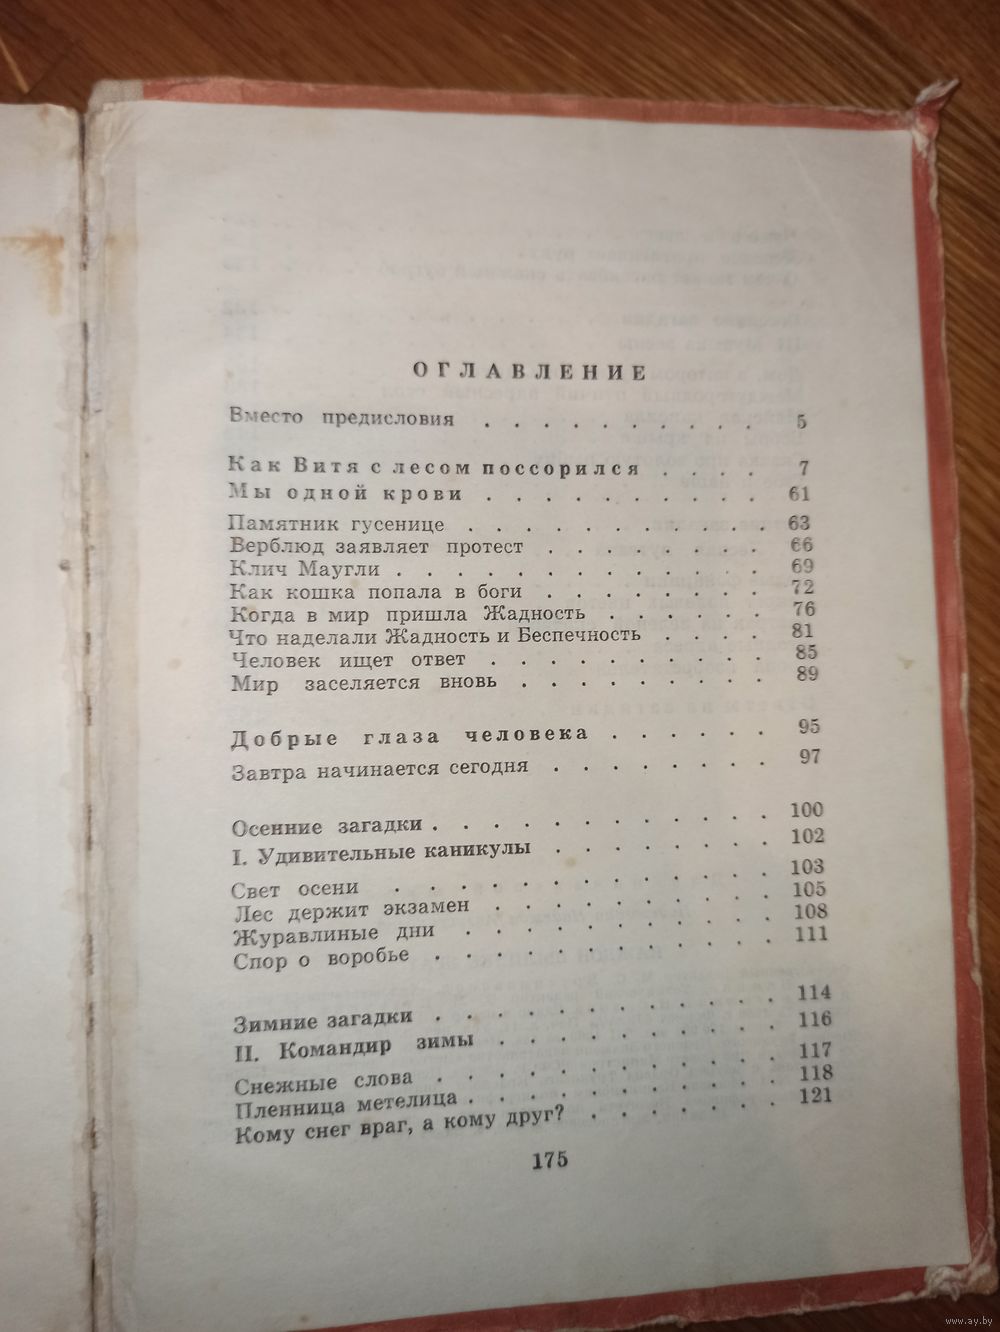 ОГЛАВЛЕНИЕ
Вместо предисловия . . . . . . . . . . 5
Как Витя с лесом поссорился . . . . 7
Мы одной крови . . . . . . . . . . 61
Памятник гусенице . . . . . . . . . . . 63
Верблюд заявляет протест . . . . . . . . 66
Клич Маугли . . . . . . . . . . . . . 69
Как кошка попала в боги . . . . . . . . 72
Когда в мир пришла Жадность . . . . . . 76
Что наделали Жадность и Беспечность . . . . 81
Человек ищет ответ . . . . . . . . . . 85
Мир заселяется вновь . . . . . . . . . 89
Добрые глаза человека . . . . . . 95
Завтра начинается сегодня . . . . . . . . 97
Осенние загадки . . . . . . . . . . . . 100
I. Удивительные каникулы . . . . . . . . 102
Свет осени . . . . . . . . . . . 103
Лес держит экзамен . . . . . . . . . . 105
Журавлиные дни . . . . . . . . . . . 108
Спор о воробье . . . . . . . . . . . . 111
Зимние загадки . . . . . . . . . . . 114
II. Командир зимы . . . . . . . . . 116
Снежные слова . . . . . . . . . . . 117
Пленница метелица . . . . . . . . . . 118
Кому снег враг, а кому друг? . . . . . . . 121
175
www.ay.by